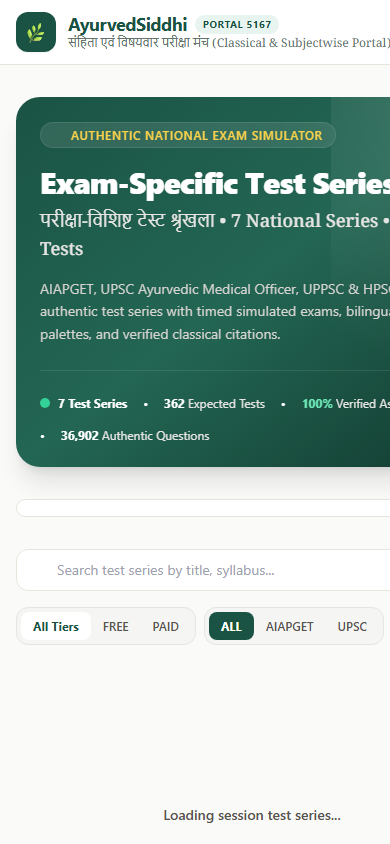 AyurvedSiddhi PORTAL 5167
संहिता एवं विषयवार परीक्षा मंच (Classical & Subjectwise Portal)
AUTHENTIC NATIONAL EXAM SIMULATOR
Exam-Specific Test Series
परीक्षा-विशिष्ट टेस्ट श्रृंखला • 7 National Series •
Tests
AIAPGET, UPSC Ayurvedic Medical Officer, UPPSC & HPSC
authentic test series with timed simulated exams,
palettes, and verified classical citations.
7 Test Series • 362 Expected Tests • 100% Verified
• 36,902 Authentic Questions
Search test series by title, syllabus...
All Tiers FREE PAID ALL AIAPGET UPSC
Loading session test series...